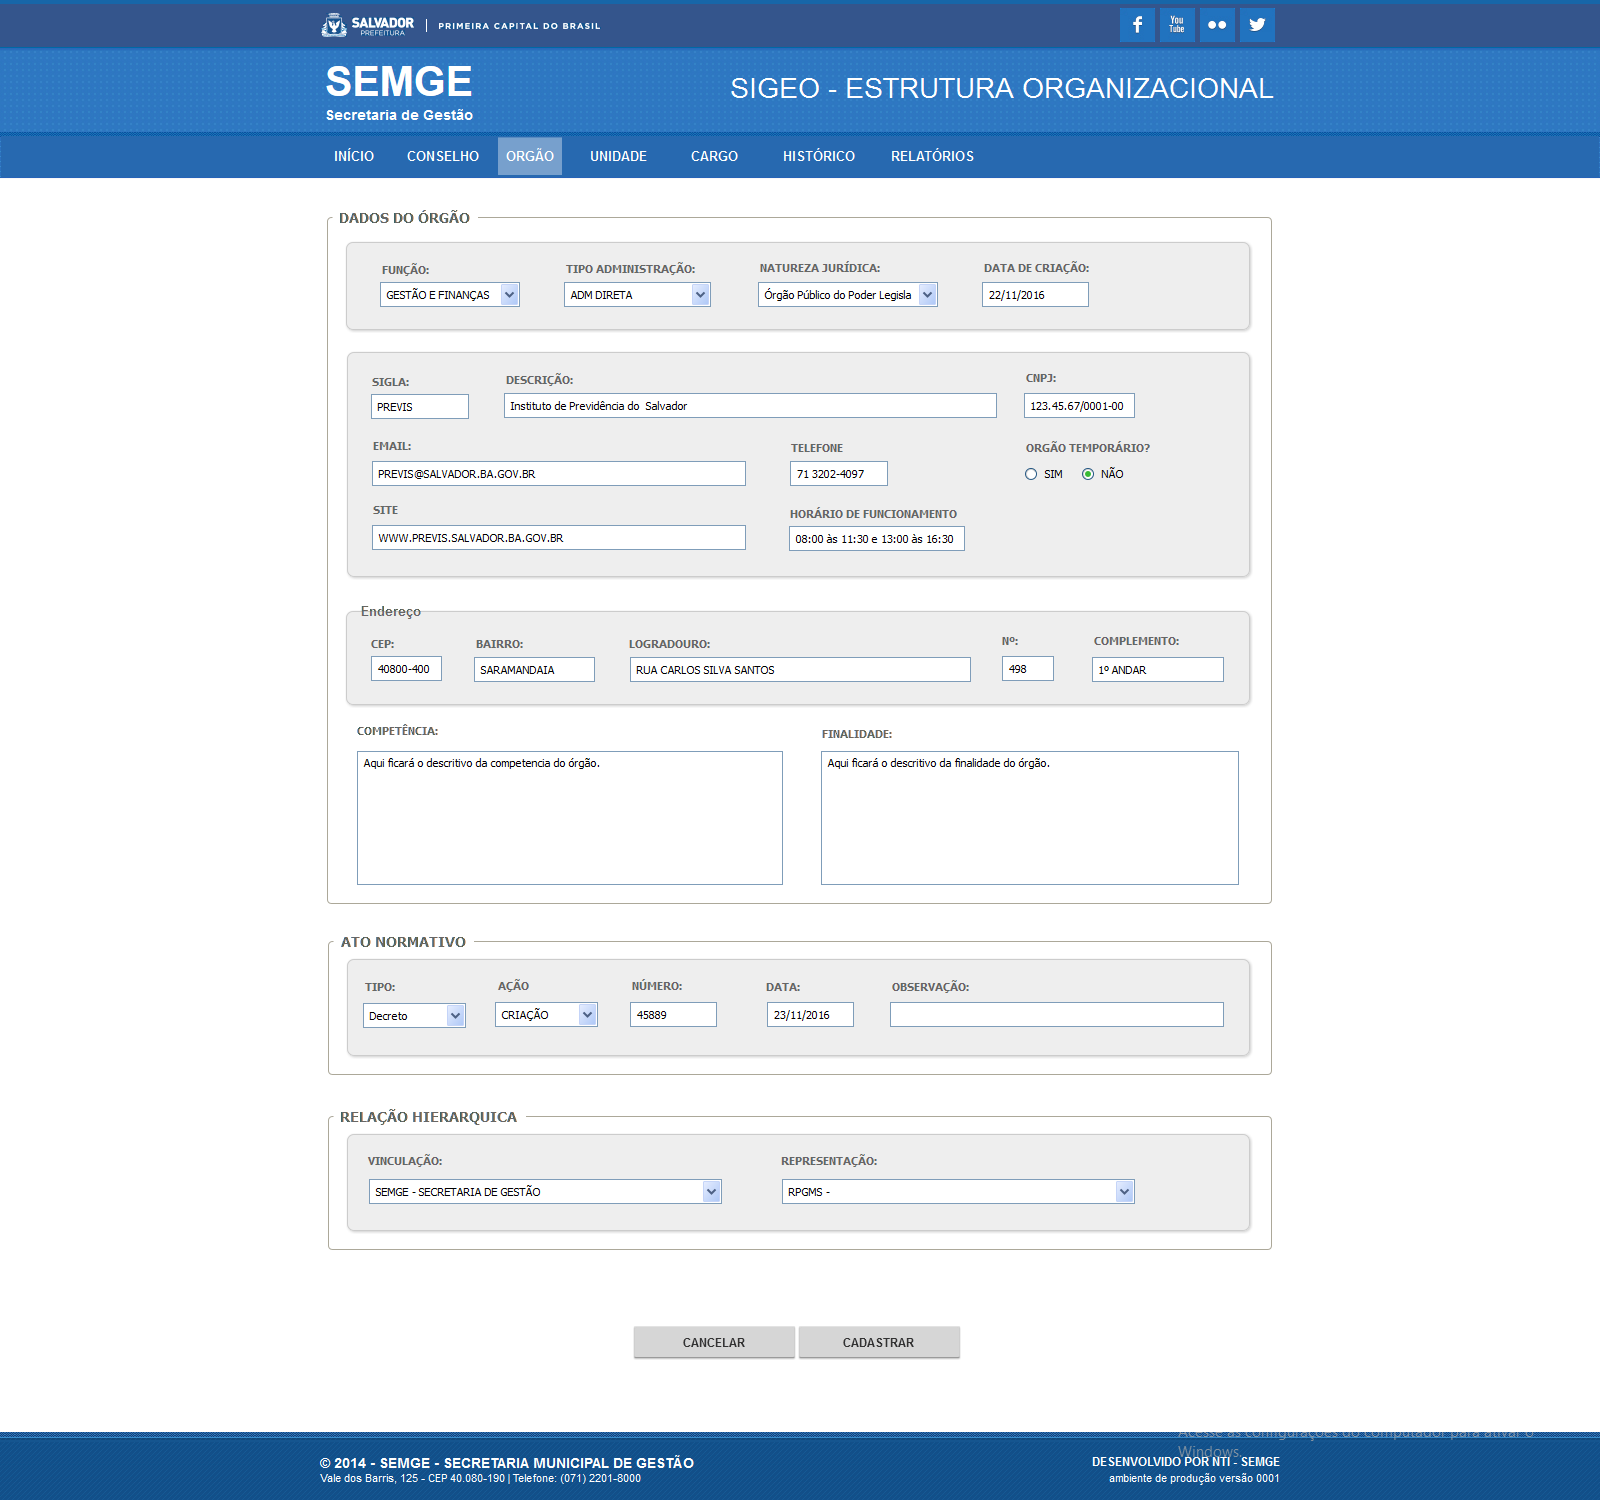 SALVADOR
PREFEITURA
PRIMEIRA CAPITAL DO BRASIL
f
You
Tube
SEMGE
Secretaria de Gestão
SIGEO - ESTRUTURA ORGANIZACIONAL
INÍCIO CONSELHO ORGÃO UNIDADE CARGO HISTÓRICO RELATÓRIOS
DADOS DO ÓRGÃO
FUNÇÃO: TIPO ADMINISTRAÇÃO: NATUREZA JURÍDICA: DATA DE CRIAÇÃO:
GESTÃO E FINANÇAS ADM DIRETA Órgão Público do Poder Legisla 22/11/2016
SIGLA: DESCRIÇÃO: CNPJ:
PREVIS Instituto de Previdência do  Salvador 123.45.67/0001-00
EMAIL: TELEFONE ORGÃO TEMPORÁRIO?
PREVIS@SALVADOR.BA.GOV.BR 71 3202-4097 SIM NÃO
SITE HORÁRIO DE FUNCIONAMENTO
WWW.PREVIS.SALVADOR.BA.GOV.BR 08:00 às 11:30 e 13:00 às 16:30
Endereço
CEP: BAIRRO: LOGRADOURO: Nº: COMPLEMENTO:
40800-400 SARAMANDAIA RUA CARLOS SILVA SANTOS 498 1º ANDAR
COMPETÊNCIA: FINALIDADE:
Aqui ficará o descritivo da competencia do órgão. Aqui ficará o descritivo da finalidade do órgão.
ATO NORMATIVO
TIPO: AÇÃO NÚMERO: DATA: OBSERVAÇÃO:
Decreto CRIAÇÃO 45889 23/11/2016
RELAÇÃO HIERARQUICA
VINCULAÇÃO: REPRESENTAÇÃO:
SEMGE - SECRETARIA DE GESTÃO RPGMS -
CANCELAR CADASTRAR
Acesse as configurações do computador para ativar o
Windows.
© 2014 - SEMGE - SECRETARIA MUNICIPAL DE GESTÃO DESENVOLVIDO POR NTI - SEMGE
Vale dos Barris, 125 - CEP 40.080-190 | Telefone: (071) 2201-8000 ambiente de produção versão 0001